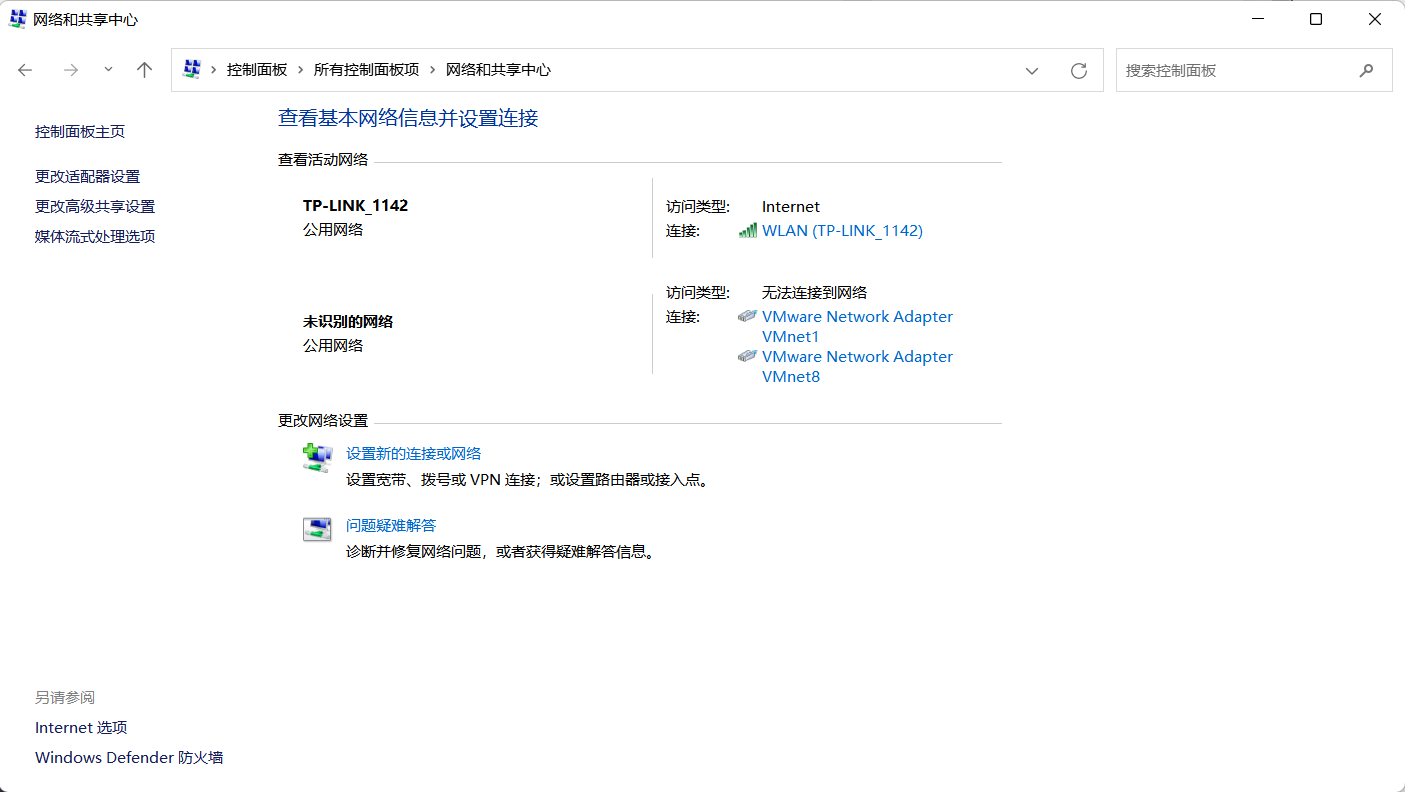 网络和共享中心
控制面板 › 所有控制面板项 › 网络和共享中心
搜索控制面板
控制面板主页
更改适配器设置
更改高级共享设置
媒体流式处理选项
查看基本网络信息并设置连接
查看活动网络
TP-LINK_1142
公用网络
访问类型: Internet
连接: WLAN (TP-LINK_1142)
未识别的网络
公用网络
访问类型: 无法连接到网络
连接: VMware Network Adapter
VMnet1
VMware Network Adapter
VMnet8
更改网络设置
设置新的连接或网络
设置宽带、拨号或 VPN 连接；或设置路由器或接入点。
问题疑难解答
诊断并修复网络问题，或者获得疑难解答信息。
另请参阅
Internet 选项
Windows Defender 防火墙